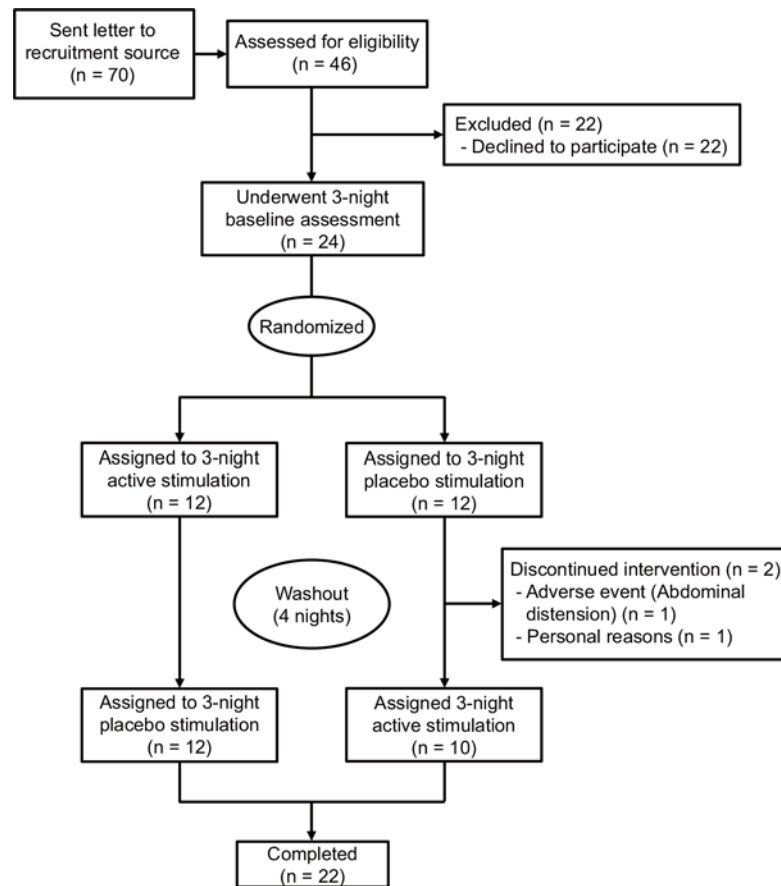 Sent letter to
recruitment source
(n = 70)
Assessed for eligibility
(n = 46)
Excluded (n = 22)
- Declined to participate (n = 22)
Underwent 3-night
baseline assessment
(n = 24)
Randomized
Assigned to 3-night
active stimulation
(n = 12)
Assigned to 3-night
placebo stimulation
(n = 12)
Washout
(4 nights)
Discontinued intervention (n = 2)
- Adverse event (Abdominal
distension) (n = 1)
- Personal reasons (n = 1)
Assigned to 3-night
placebo stimulation
(n = 12)
Assigned 3-night
active stimulation
(n = 10)
Completed
(n = 22)